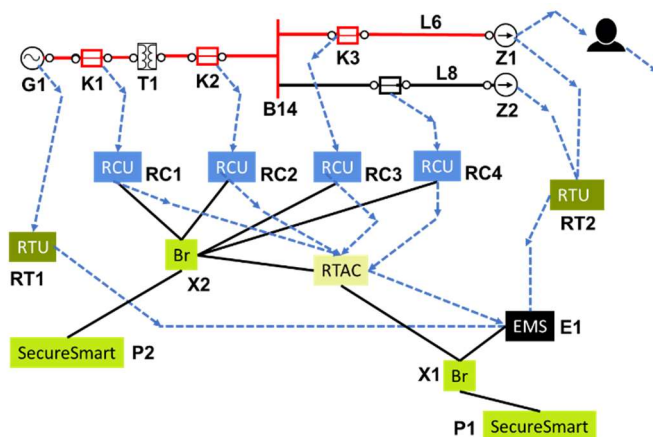 L6
G1
K1
T1
K2
K3
Z1
L8
B14
Z2
RCU
RC1
RCU
RC2
RCU
RC3
RCU
RC4
RTU
RT2
RTU
RT1
Br
X2
RTAC
EMS
E1
SecureSmart
P2
X1
Br
P1
SecureSmart